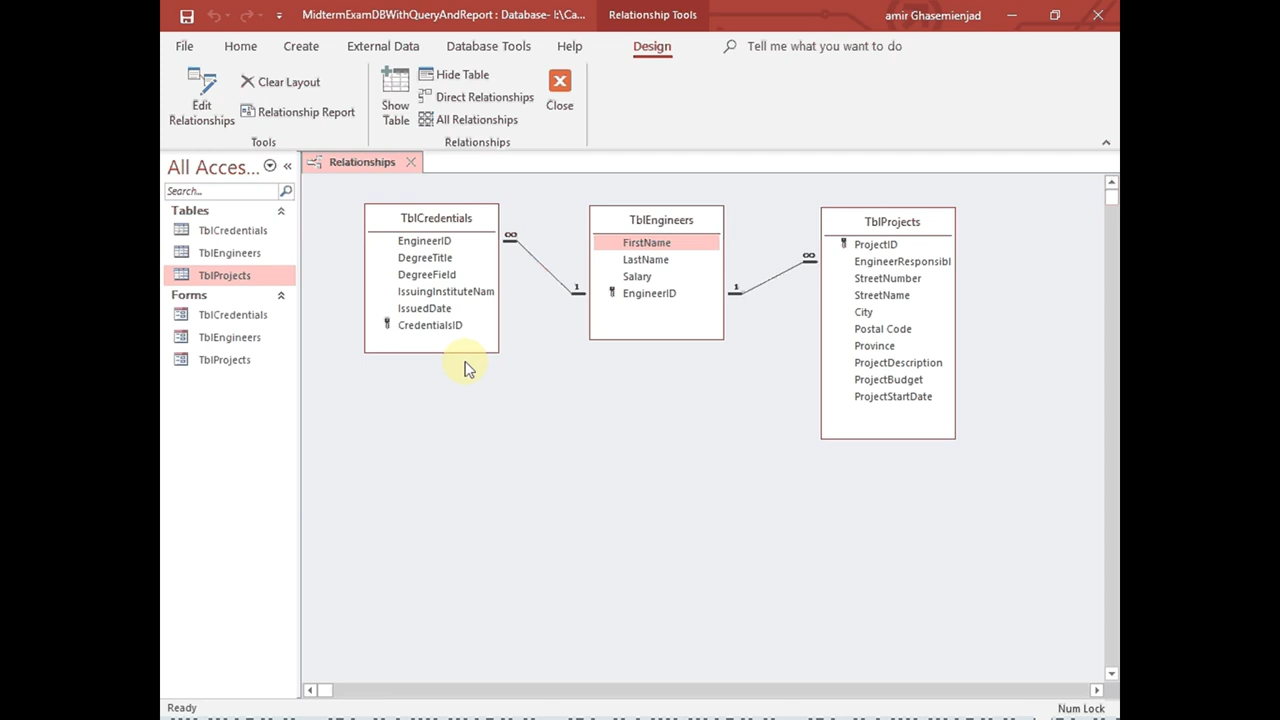 MidtermExamDBWithQueryAndReport : Database- I:\Ca...
Relationship Tools
amir Ghasemienjad
File Home Create External Data Database Tools Help Design Tell me what you want to do
Edit Relationships
Clear Layout
Relationship Report
Tools
Show Table
Hide Table
Direct Relationships
All Relationships
Close
Relationships
All Acces...
Search...
Tables
TblCredentials
TblEngineers
TblProjects
Forms
TblCredentials
TblEngineers
TblProjects
Relationships
TblCredentials
EngineerID
DegreeTitle
DegreeField
IssuingInstituteNam
IssuedDate
CredentialsID
∞
1
TblEngineers
FirstName
LastName
Salary
EngineerID
1
∞
TblProjects
ProjectID
EngineerResponsibl
StreetNumber
StreetName
City
Postal Code
Province
ProjectDescription
ProjectBudget
ProjectStartDate
Ready
Num Lock